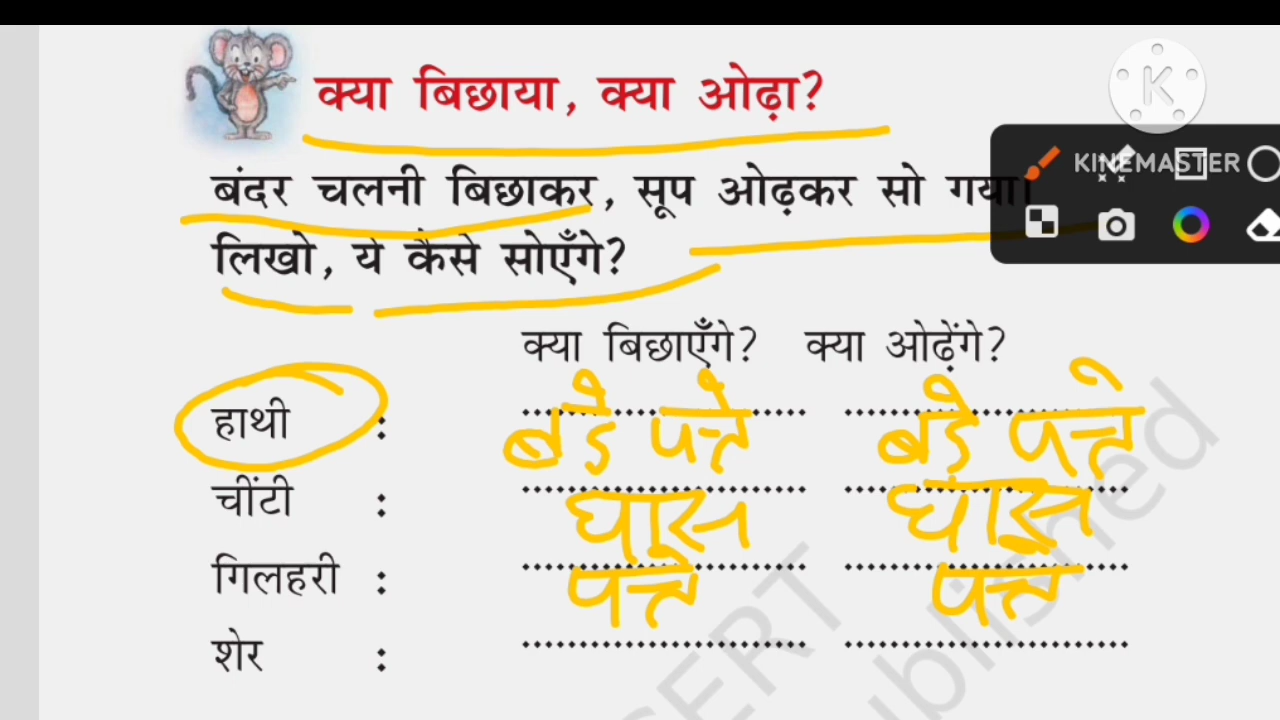 क्या बिछाया, क्या ओढ़ा?
बंदर चलनी बिछाकर, सूप ओढ़कर सो गया।
लिखो, ये कैसे सोएँगे?
क्या बिछाएँगे? क्या ओढ़ेंगे?
हाथी : बड़े पत्ते बड़े पत्ते
चींटी : घास घास
गिलहरी : पत्ते पत्ते
शेर :
K
KINEMASTER